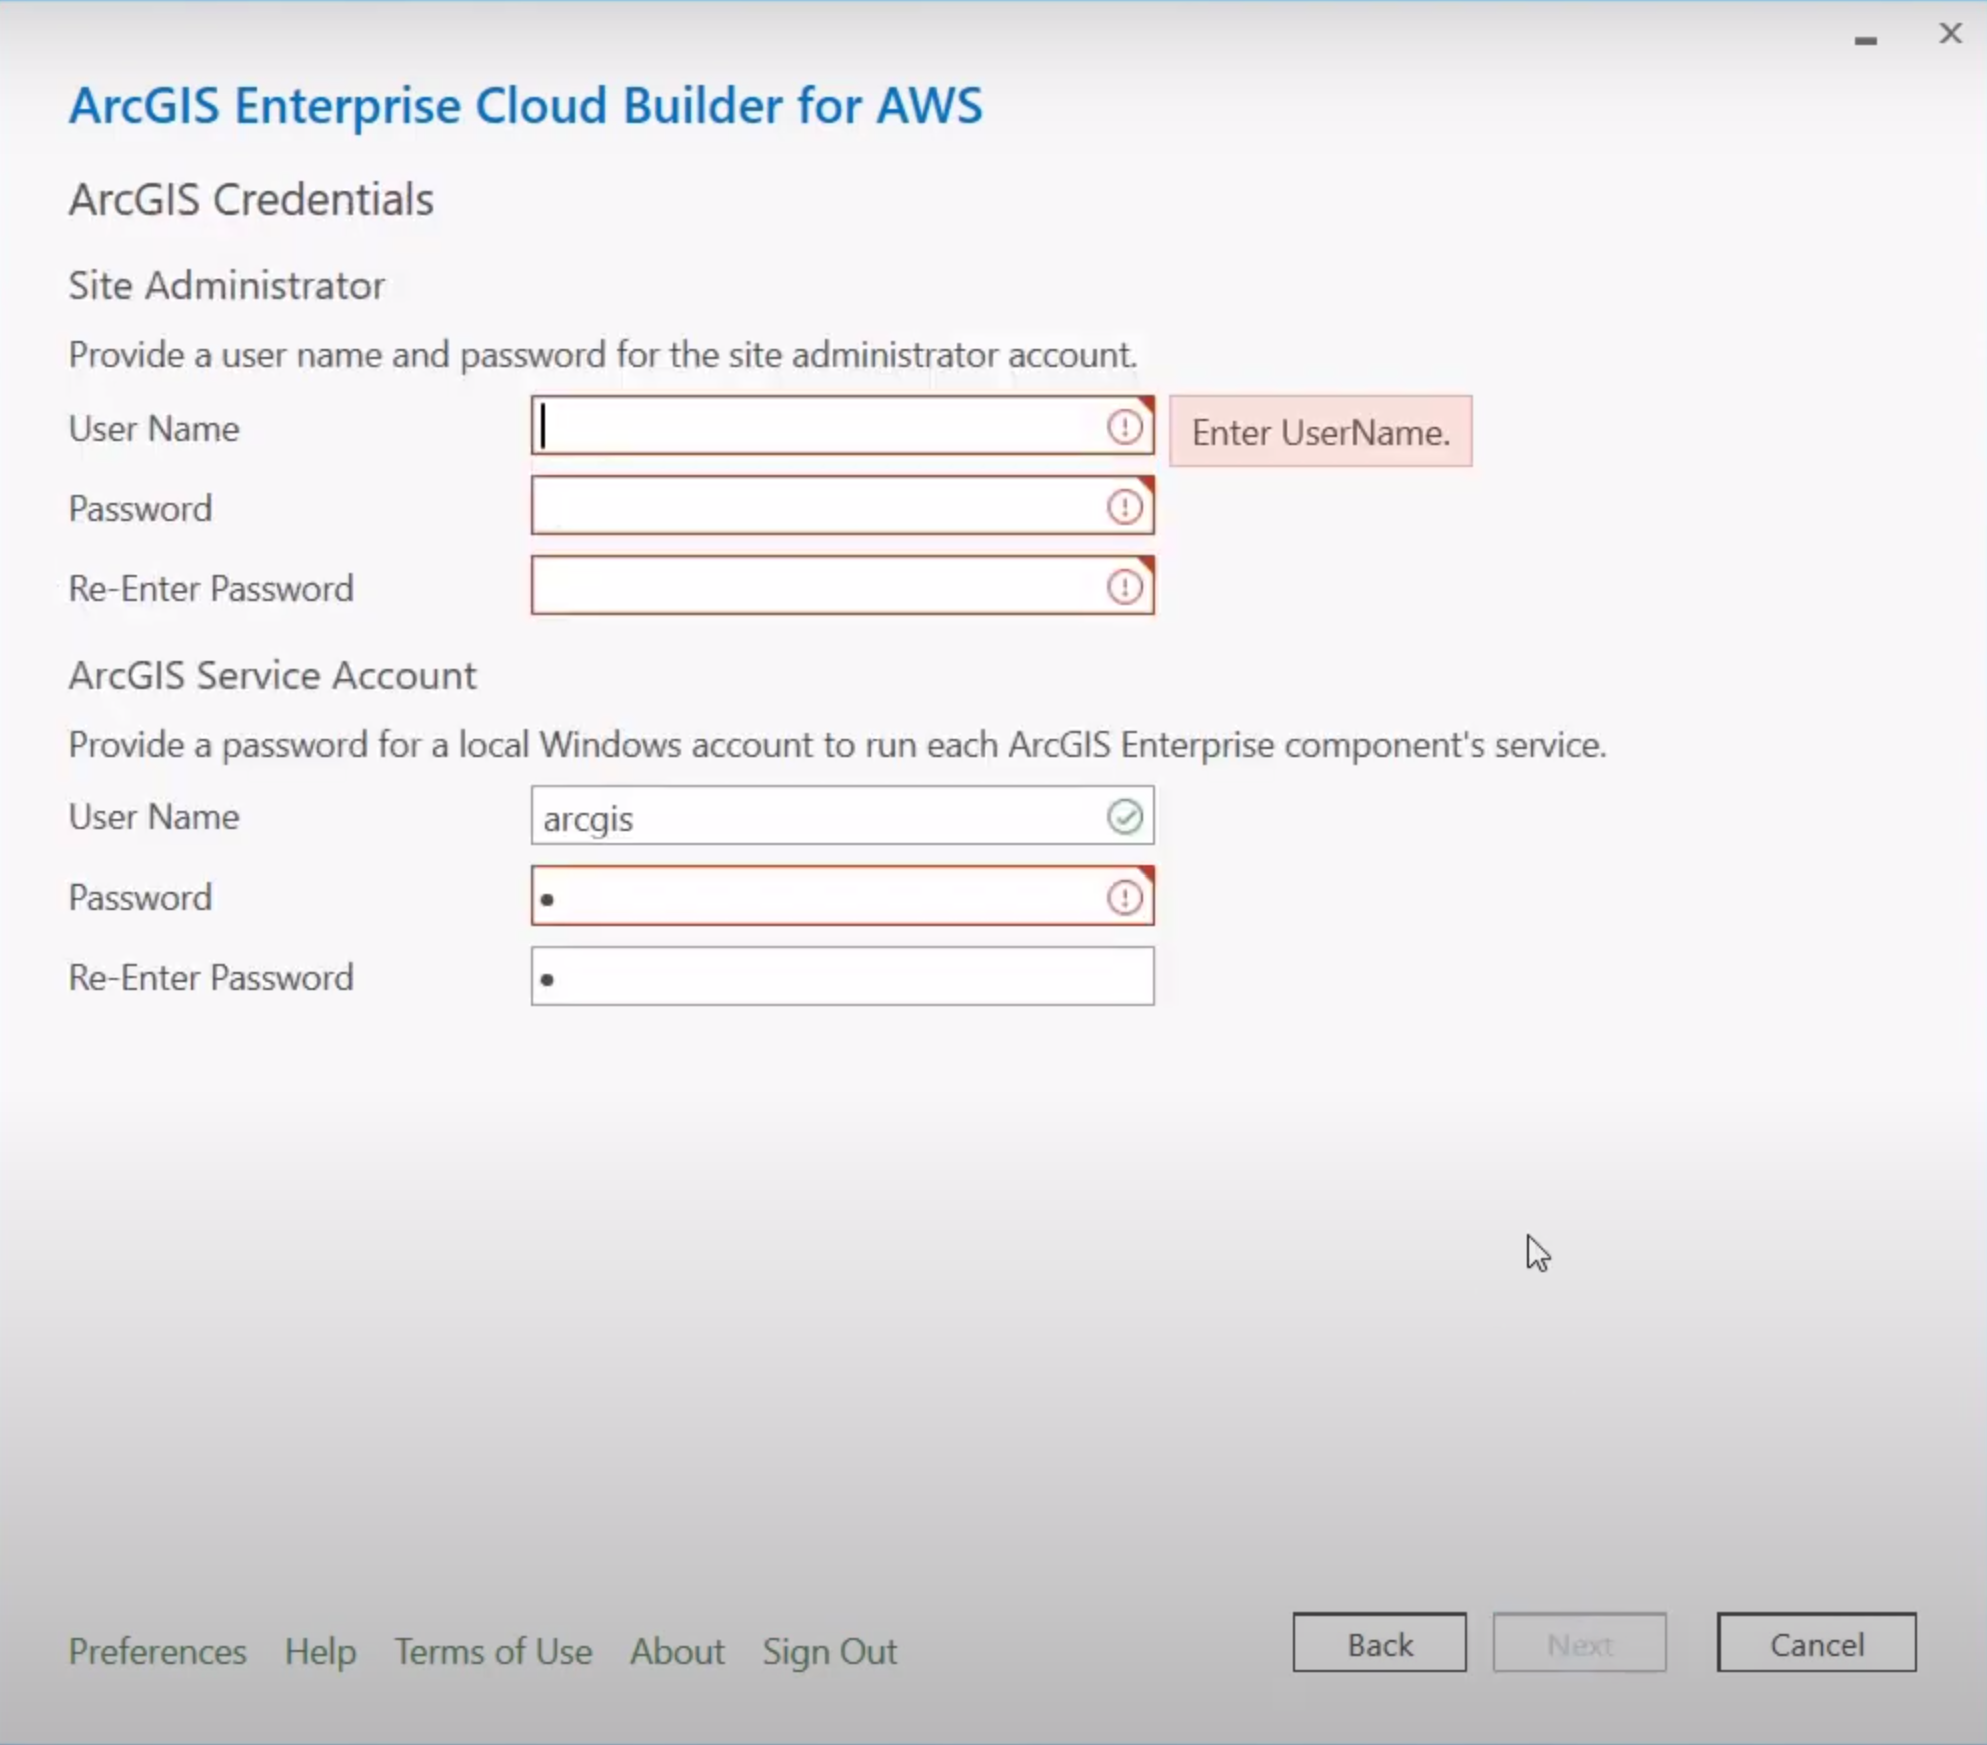 ArcGIS Enterprise Cloud Builder for AWS
ArcGIS Credentials
Site Administrator
Provide a user name and password for the site administrator account.
User Name
Enter UserName.
Password
Re-Enter Password
ArcGIS Service Account
Provide a password for a local Windows account to run each ArcGIS Enterprise component's service.
User Name arcgis
Password
Re-Enter Password
Preferences Help Terms of Use About Sign Out Back Next Cancel